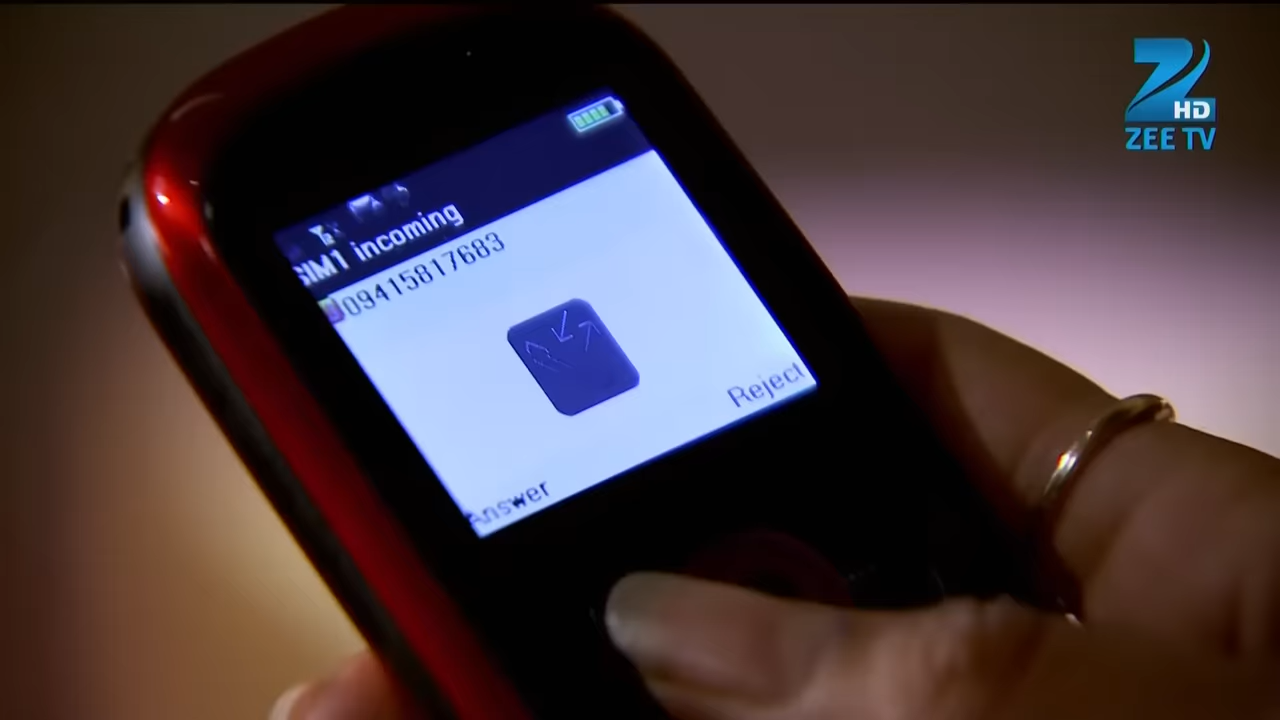 SIM1 incoming
09415817683
Reject
Answer
HD
ZEE TV